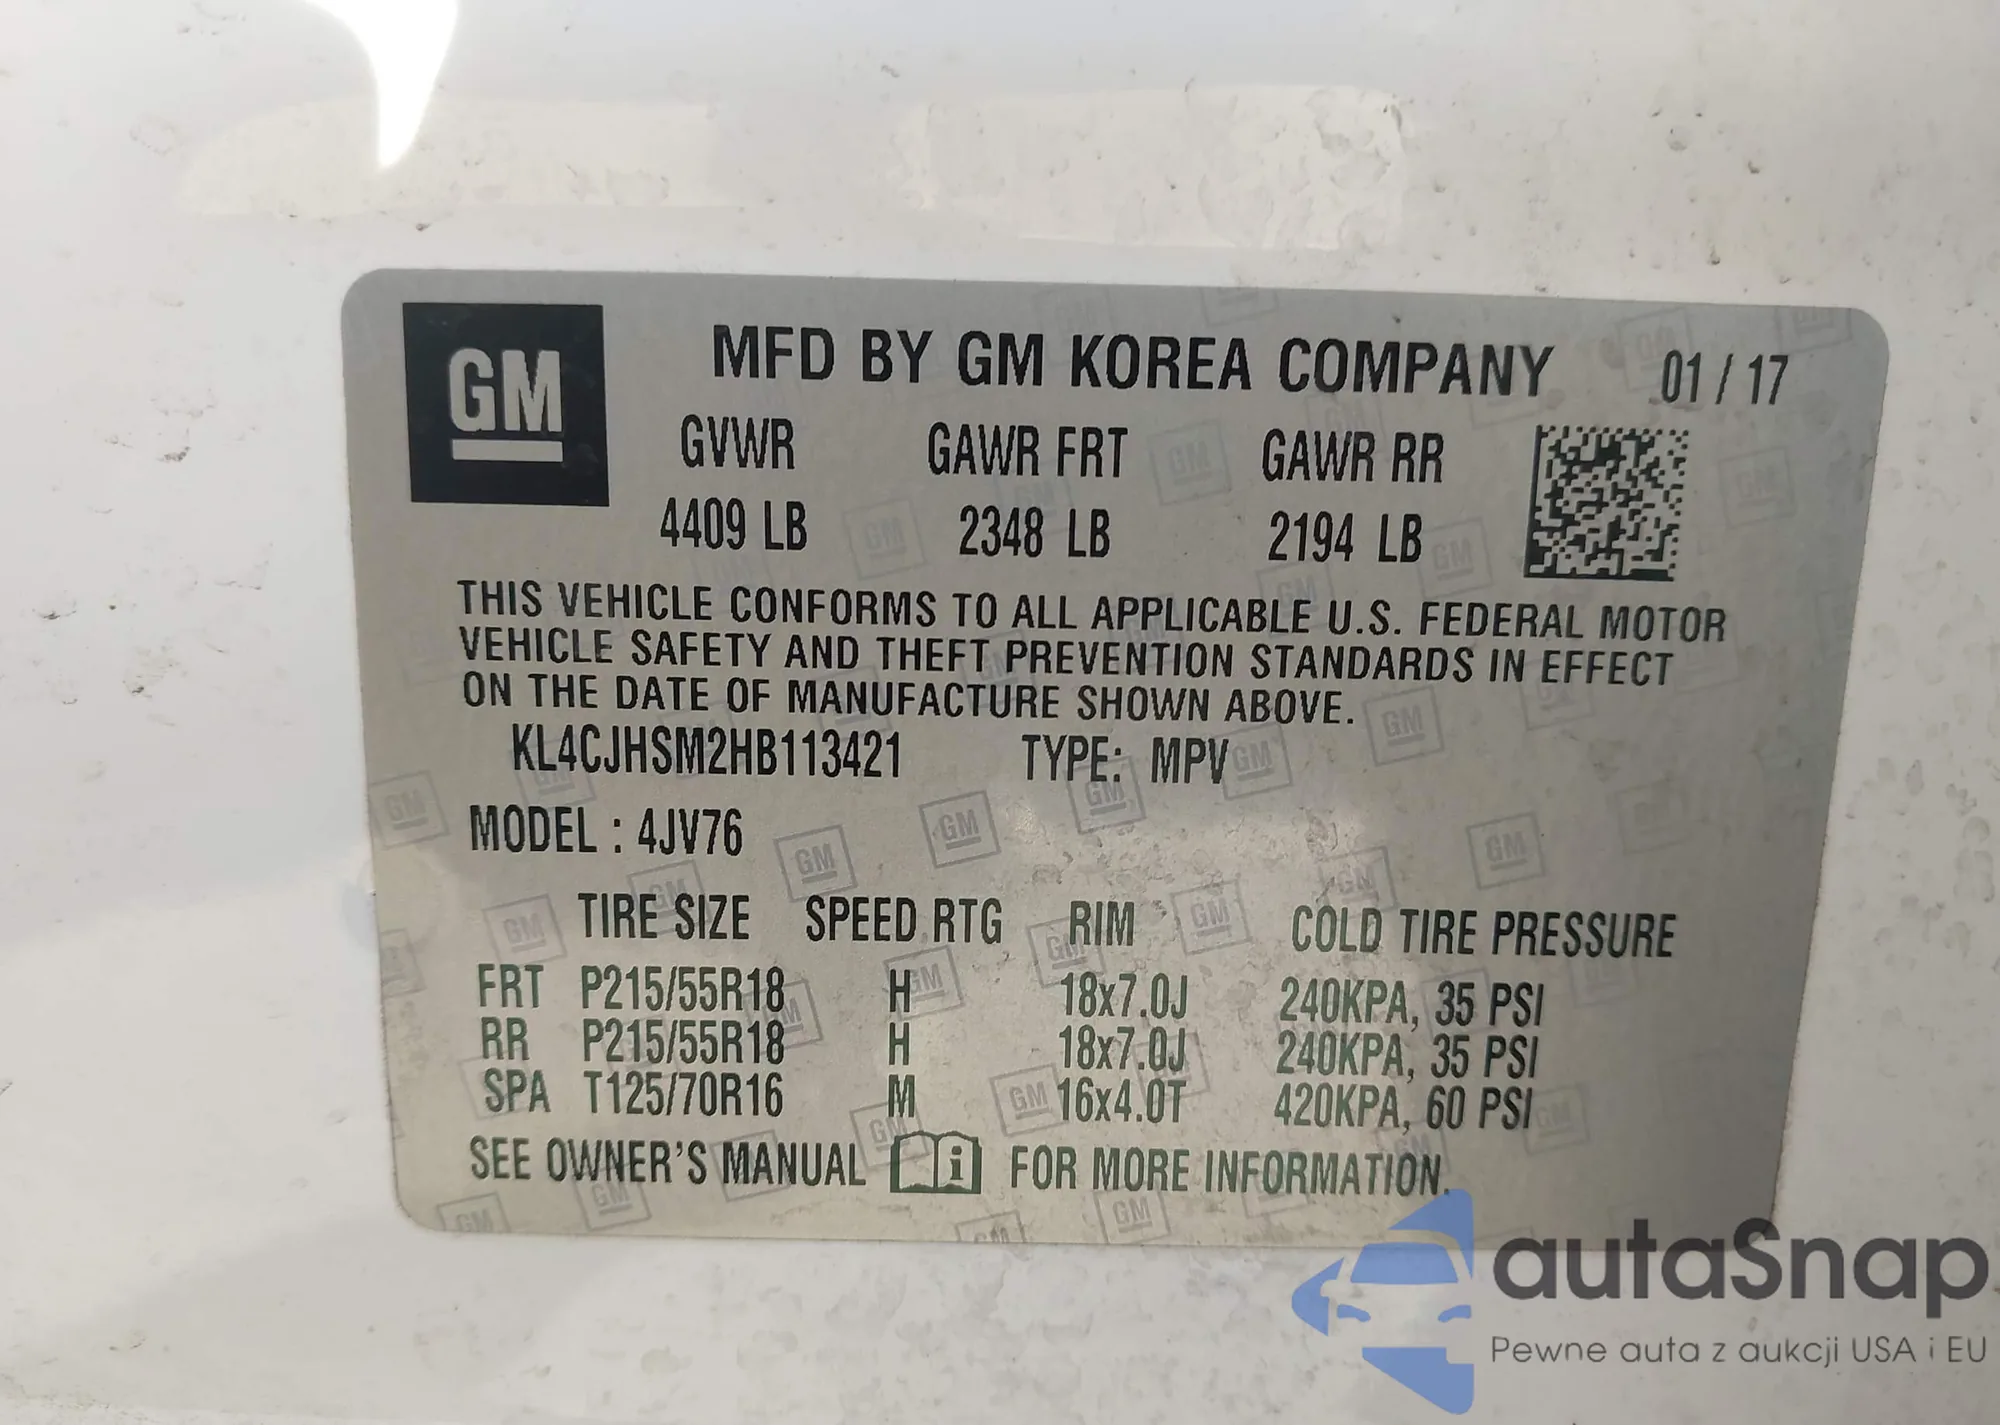 GM
MFD BY GM KOREA COMPANY 01 / 17
GVWR GAWR FRT GAWR RR
4409 LB 2348 LB 2194 LB
THIS VEHICLE CONFORMS TO ALL APPLICABLE U.S. FEDERAL MOTOR
VEHICLE SAFETY AND THEFT PREVENTION STANDARDS IN EFFECT
ON THE DATE OF MANUFACTURE SHOWN ABOVE.
KL4CJHSM2HB113421 TYPE: MPV
MODEL : 4JV76
TIRE SIZE SPEED RTG RIM COLD TIRE PRESSURE
FRT P215/55R18 H 18x7.0J 240KPA, 35 PSI
RR P215/55R18 H 18x7.0J 240KPA, 35 PSI
SPA T125/70R16 M 16x4.0T 420KPA, 60 PSI
SEE OWNER'S MANUAL i FOR MORE INFORMATION.
autaSnap
Pewne auta z aukcji USA i EU